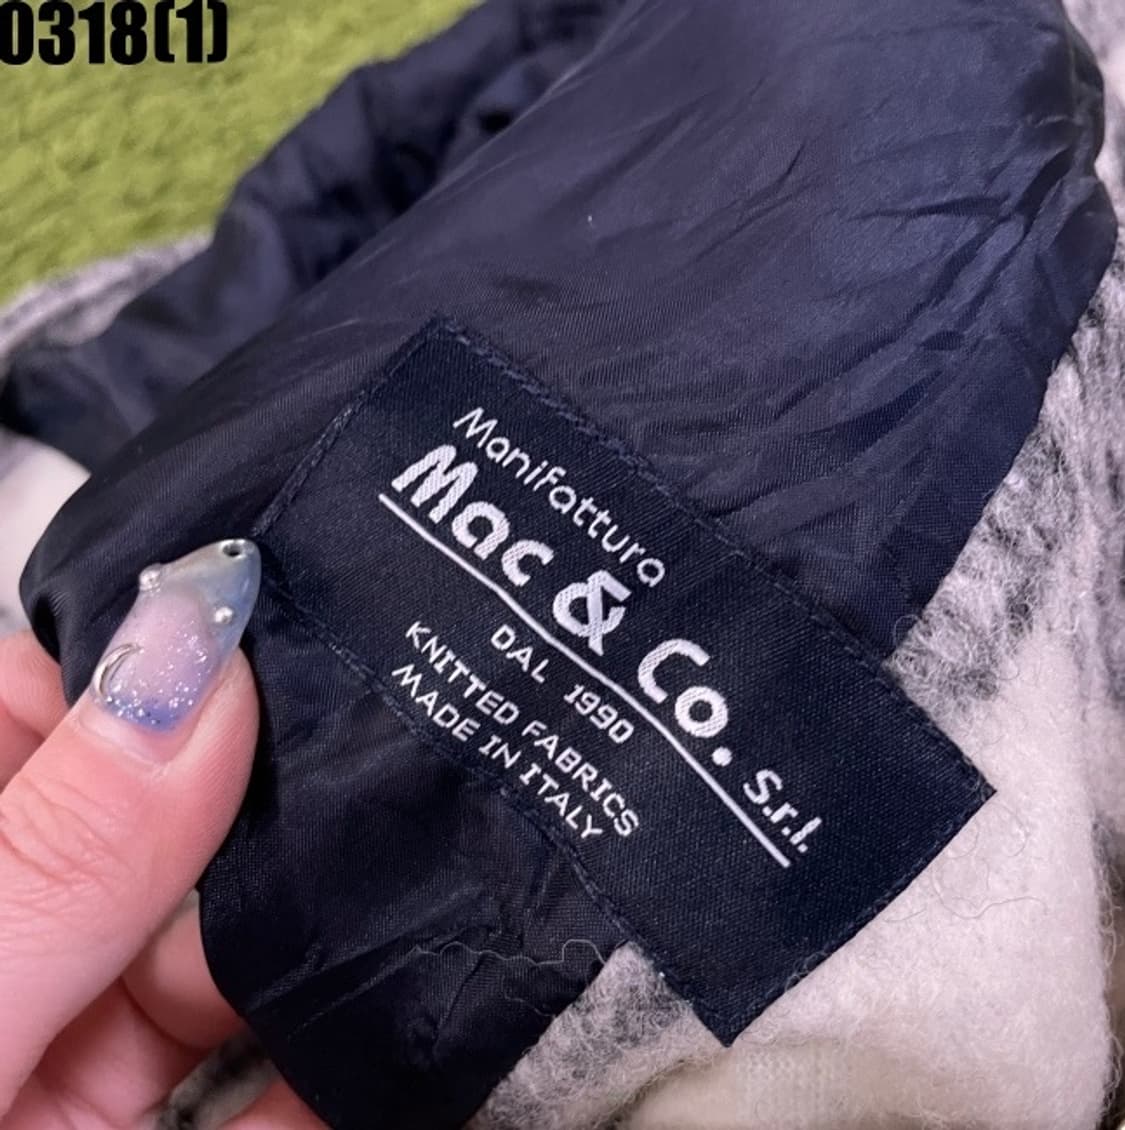 0318(1)
Manifattura
Mac & Co. S.r.l.
DAL 1990
KNITTED FABRICS
MADE IN ITALY